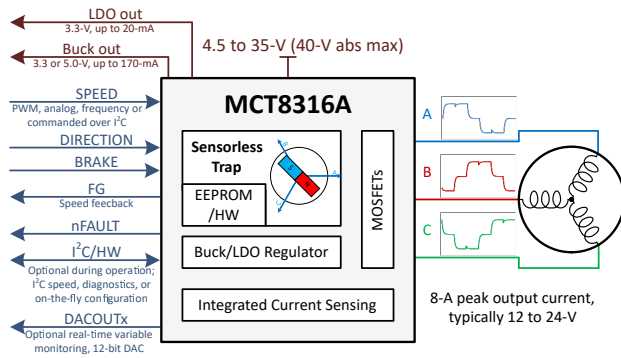 LDO out
3.3-V, up to 20-mA
Buck out
3.3 or 5.0-V, up to 170-mA
4.5 to 35-V (40-V abs max)
SPEED
PWM, analog, frequency or
commanded over I²C
DIRECTION
BRAKE
FG
Speed feecback
nFAULT
I²C/HW
Optional during operation;
I²C speed, diagnostics, or
on-the-fly configuration
DACOUTx
Optional real-time variable
monitoring, 12-bit DAC
MCT8316A
Sensorless
Trap
EEPROM
/HW
B
A
C
S
N
MOSFETs
Buck/LDO Regulator
Integrated Current Sensing
A
B
C
8-A peak output current,
typically 12 to 24-V